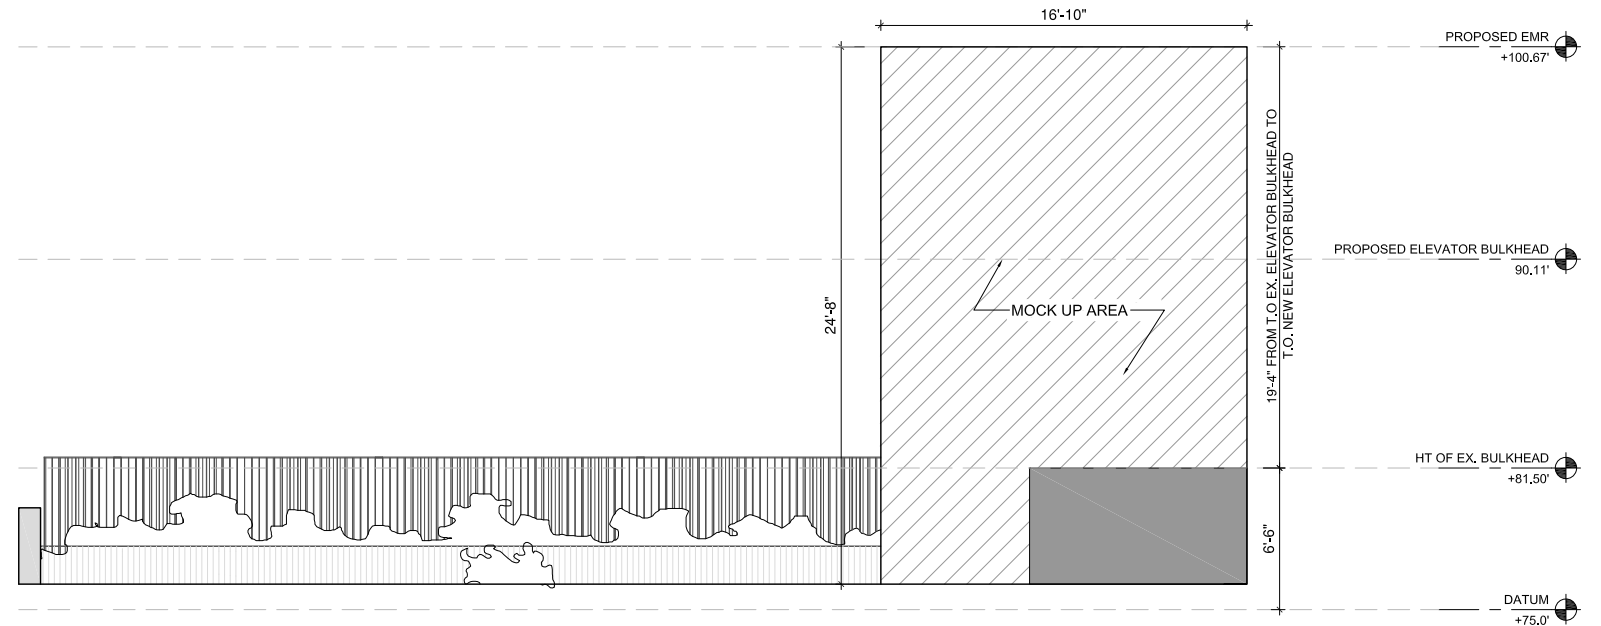 16'-10"
PROPOSED EMR
+100.67'
PROPOSED ELEVATOR BULKHEAD
90.11'
19'-4" FROM T.O EX. ELEVATOR BULKHEAD TO
T.O. NEW ELEVATOR BULKHEAD
24'-8"
MOCK UP AREA
HT OF EX. BULKHEAD
+81.50'
6'-6"
DATUM
+75.0'